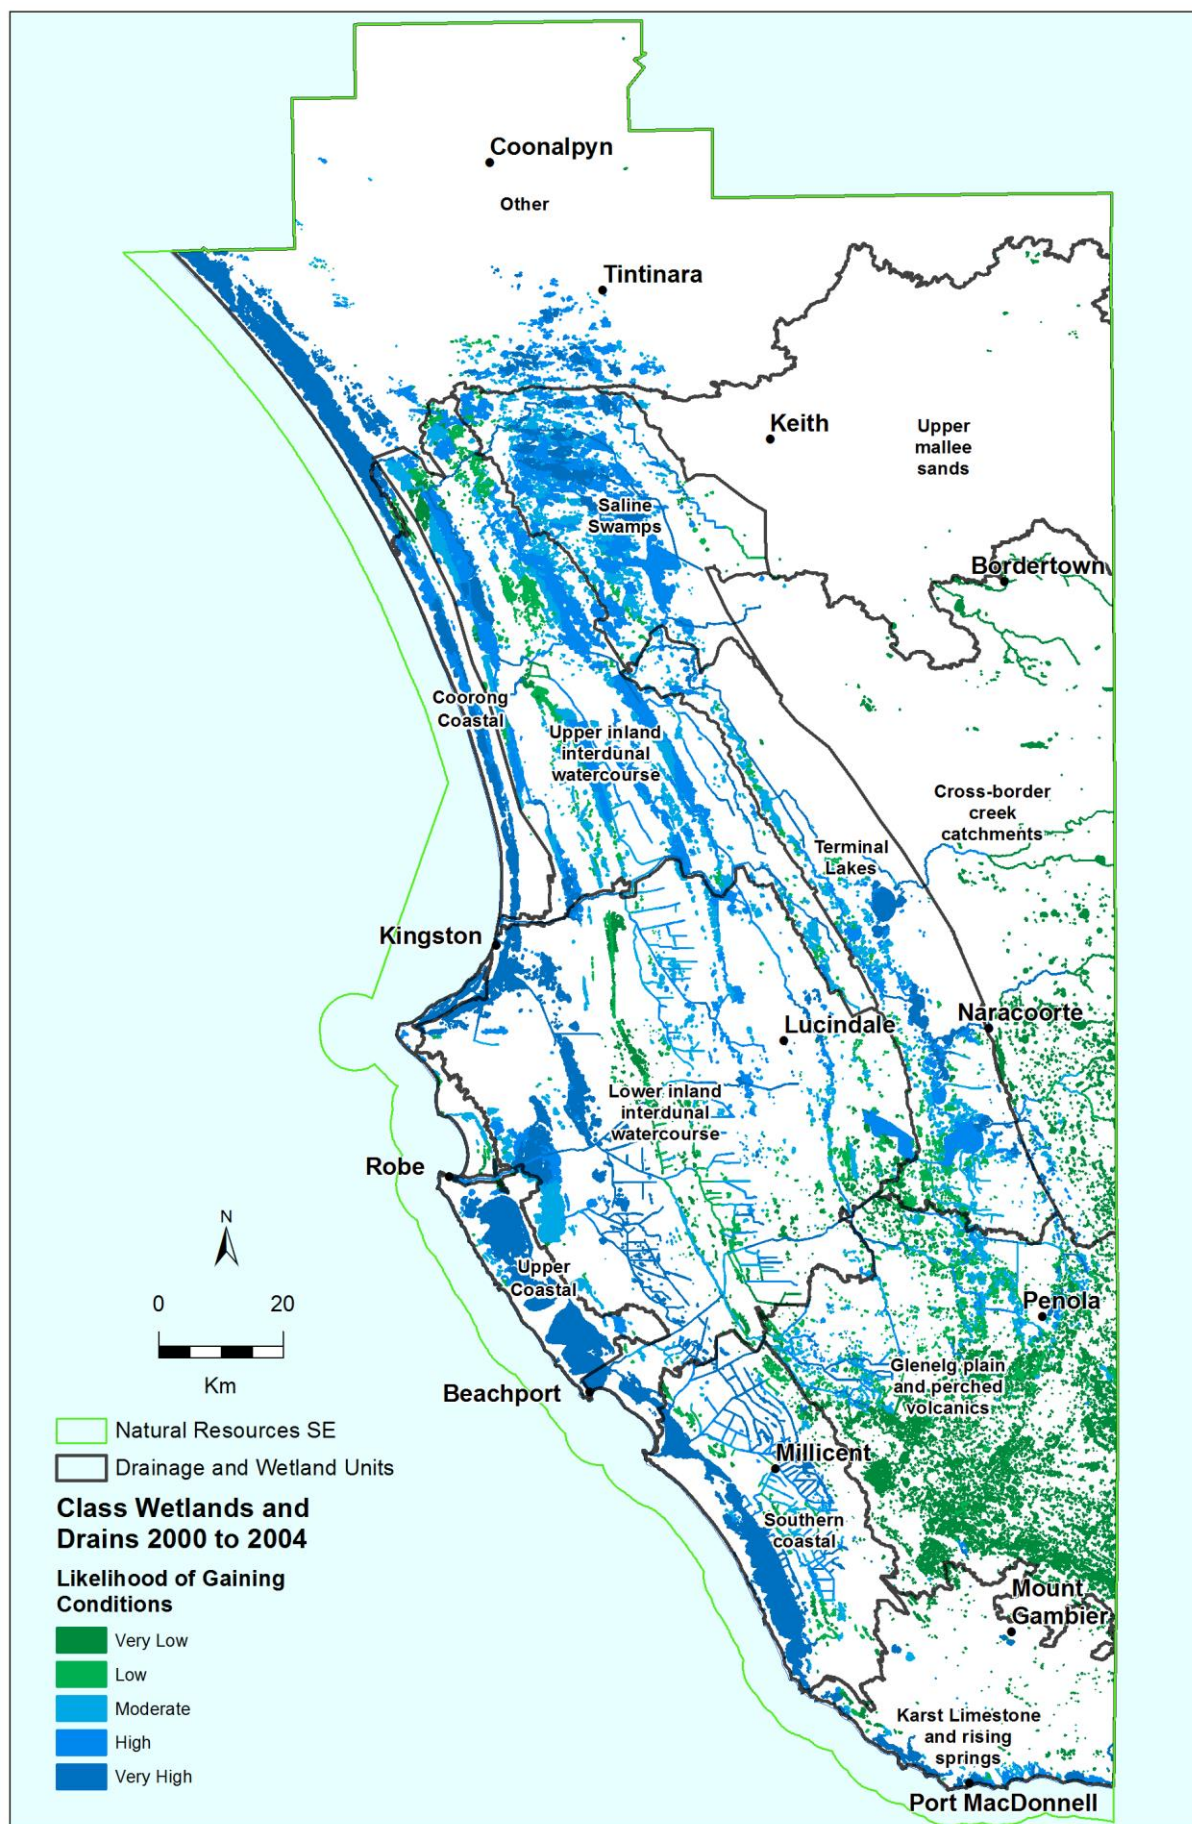 Coonalpyn
Other
Tintinara
Keith
Upper
mallee
sands
Saline
Swamps
Bordertown
Coorong
Coastal
Upper inland
interdunal
watercourse
Cross-border
creek
catchments
Terminal
Lakes
Kingston
Naracoorte
Lucindale
Lower inland
interdunal
watercourse
Robe
N
Upper
Coastal
0 20
Km
Penola
Glenelg plain
and perched
volcanics
Beachport
Millicent
Southern
coastal
Mount
Gambier
Karst Limestone
and rising
springs
Port MacDonnell
Natural Resources SE
Drainage and Wetland Units
Class Wetlands and
Drains 2000 to 2004
Likelihood of Gaining
Conditions
Very Low
Low
Moderate
High
Very High